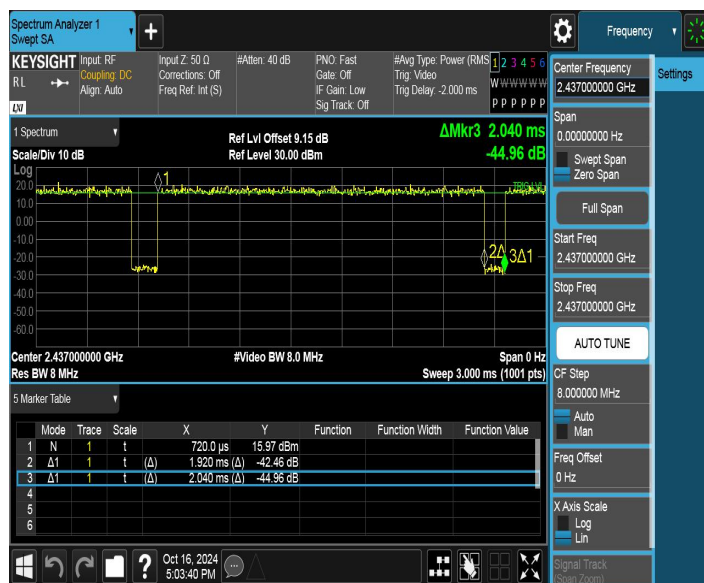 Spectrum Analyzer 1
Swept SA
+
Frequency
KEYSIGHT
RL
LXI
Input: RF
Coupling: DC
Align: Auto
Input Z: 50 Ω
Corrections: Off
Freq Ref: Int (S)
#Atten: 40 dB
PNO: Fast
Gate: Off
IF Gain: Low
Sig Track: Off
#Avg Type: Power (RMS
Trig: Video
Trig Delay: -2.000 ms
1 2 3 4 5 6
W W W W W W
P P P P P P
1 Spectrum
Scale/Div 10 dB
Ref Lvl Offset 9.15 dB
Ref Level 30.00 dBm
ΔMkr3 2.040 ms
-44.96 dB
Log
20.0
10.0
0.00
-10.0
-20.0
-30.0
-40.0
-50.0
-60.0
1
TRIG LVL
2Δ
3Δ1
Center 2.437000000 GHz
Res BW 8 MHz
#Video BW 8.0 MHz
Span 0 Hz
Sweep 3.000 ms (1001 pts)
5 Marker Table
Mode Trace Scale X Y Function Function Width Function Value
1 N 1 t 720.0 µs 15.97 dBm
2 Δ1 1 t (Δ) 1.920 ms (Δ) -42.46 dB
3 Δ1 1 t (Δ) 2.040 ms (Δ) -44.96 dB
4
5
6
?
Oct 16, 2024
5:03:40 PM
Center Frequency
2.437000000 GHz
Settings
Span
0.00000000 Hz
Swept Span
Zero Span
Full Span
Start Freq
2.437000000 GHz
Stop Freq
2.437000000 GHz
AUTO TUNE
CF Step
8.000000 MHz
Auto
Man
Freq Offset
0 Hz
X Axis Scale
Log
Lin
Signal Track
(Span Zoom)